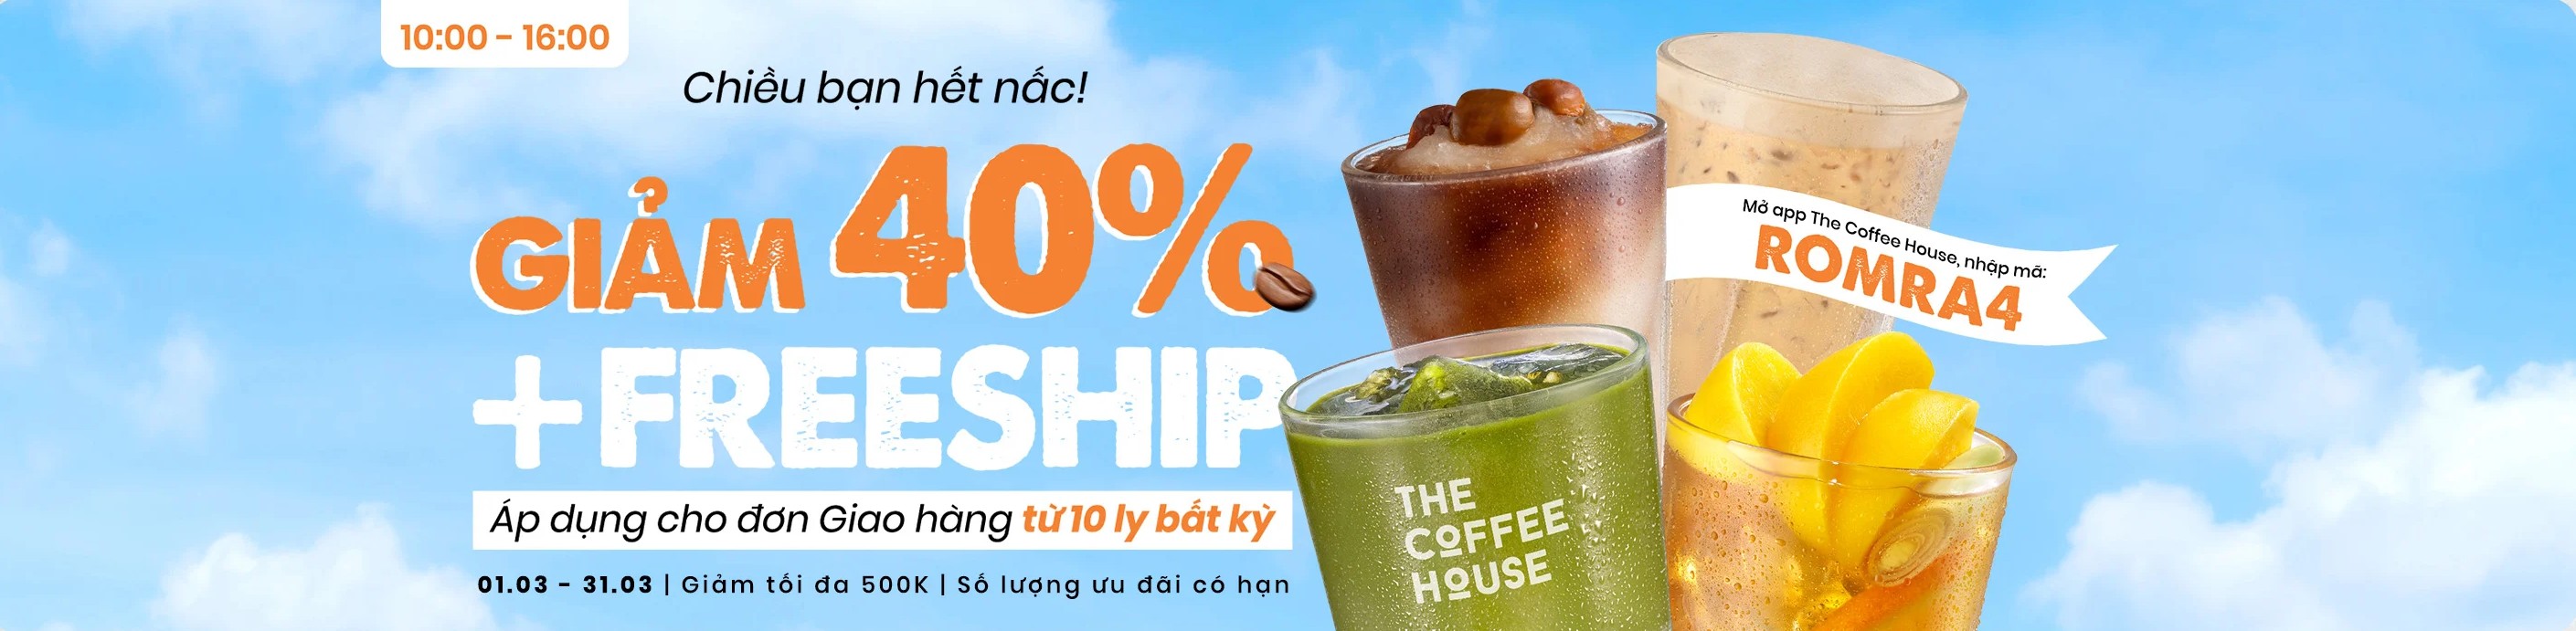 10:00 - 16:00
Chiều bạn hết nấc!
GIẢM 40%
+FREESHIP
Áp dụng cho đơn Giao hàng từ 10 ly bất kỳ
01.03 - 31.03 | Giảm tối đa 500K | Số lượng ưu đãi có hạn
Mở app The Coffee House, nhập mã:
ROMRA4
THE
COFFEE
HOUSE